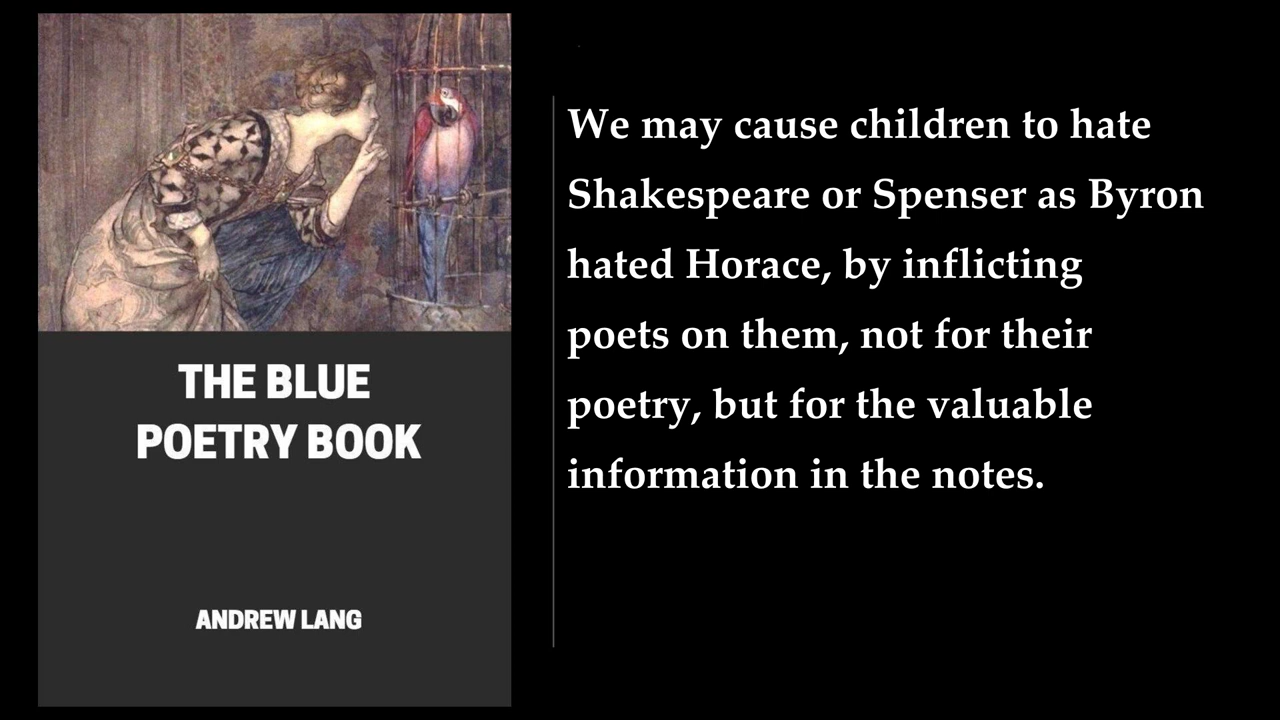 THE BLUE
POETRY BOOK
ANDREW LANG
We may cause children to hate
Shakespeare or Spenser as Byron
hated Horace, by inflicting
poets on them, not for their
poetry, but for the valuable
information in the notes.